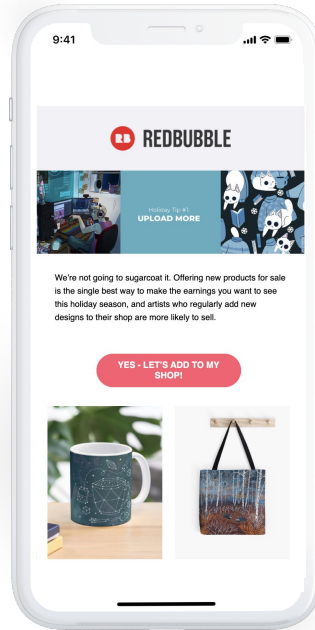 9:41
RB REDBUBBLE
Holiday Tip #1
UPLOAD MORE
We're not going to sugarcoat it. Offering new products for sale
is the single best way to make the earnings you want to see
this holiday season, and artists who regularly add new
designs to their shop are more likely to sell.
YES - LET'S ADD TO MY
SHOP!